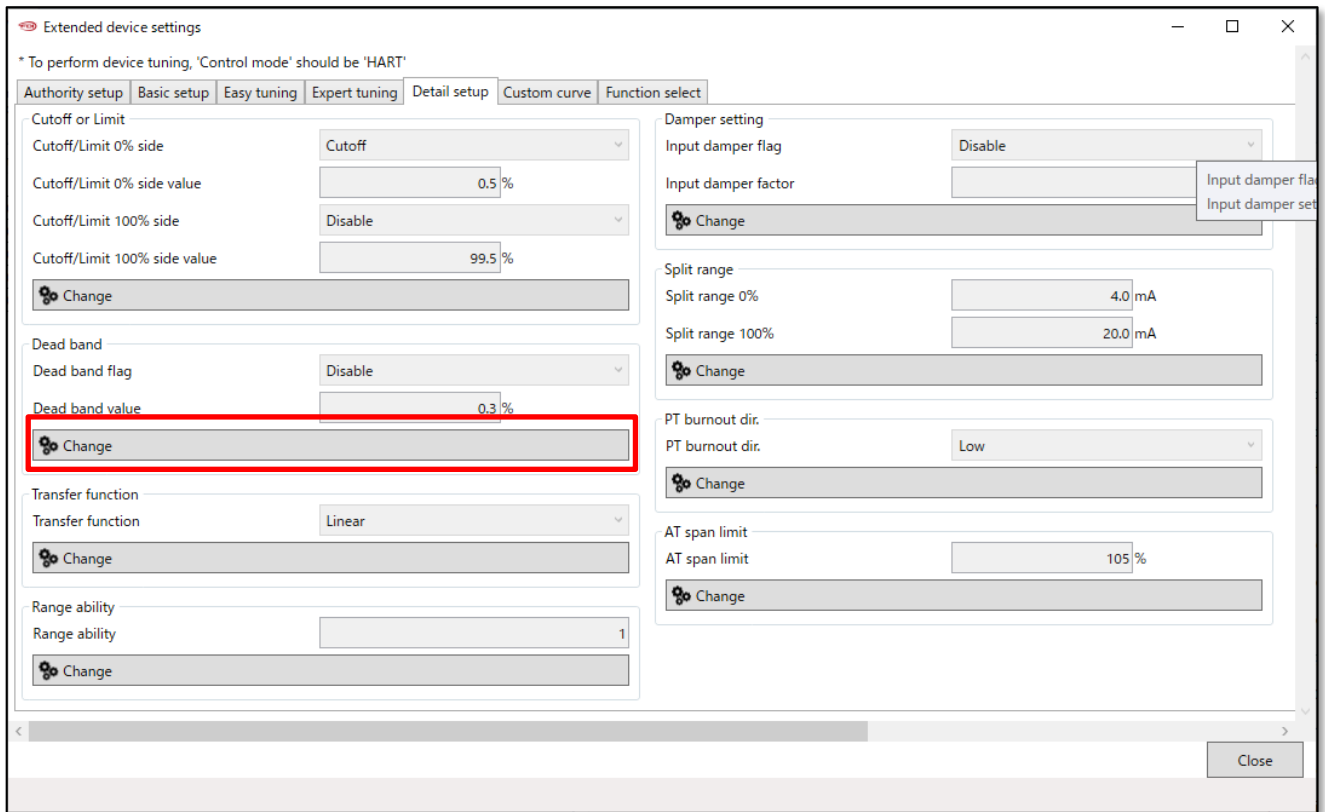 Extended device settings
* To perform device tuning, 'Control mode' should be 'HART'
Authority setup Basic setup Easy tuning Expert tuning Detail setup Custom curve Function select
Cutoff or Limit
Cutoff/Limit 0% side Cutoff
Cutoff/Limit 0% side value 0.5 %
Cutoff/Limit 100% side Disable
Cutoff/Limit 100% side value 99.5 %
Change
Dead band
Dead band flag Disable
Dead band value 0.3 %
Change
Transfer function
Transfer function Linear
Change
Range ability
Range ability 1
Change
Damper setting
Input damper flag Disable
Input damper factor
Change
Input damper fla
Input damper set
Split range
Split range 0% 4.0 mA
Split range 100% 20.0 mA
Change
PT burnout dir.
PT burnout dir. Low
Change
AT span limit
AT span limit 105 %
Change
Close